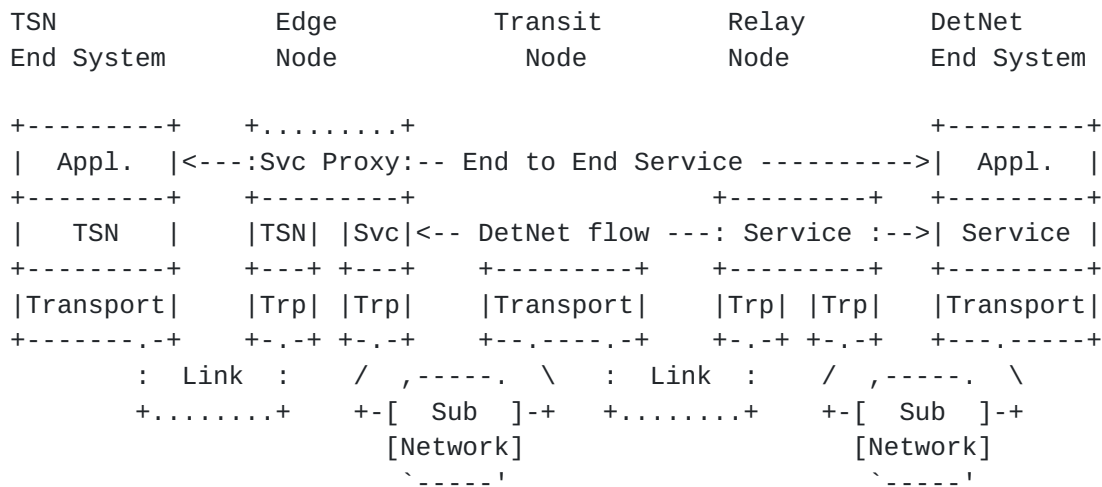 TSN                 Edge            Transit         Relay          DetNet
End System        Node              Node            Node           End System

+---------+     +.........+                                      +---------+
|  Appl.  |<---:Svc Proxy:-- End to End Service ---------->|  Appl.  |
+---------+     +---------+                    +---------+    +---------+
|   TSN   |     |TSN| |Svc|<-- DetNet flow ---: Service :-->| Service |
+---------+     +---+ +---+     +---------+     +---------+    +---------+
|Transport|     |Trp| |Trp|     |Transport|     |Trp| |Trp|    |Transport|
+-------.-+     +-.-+ +-.-+     +--.----.-+     +-.-+ +-.-+    +---.-----+
        :  Link  :     /  ,-----.  \   :  Link  :     /  ,-----.  \
        +........+     +-[  Sub  ]-+   +........+     +-[  Sub  ]-+
                         [Network]                      [Network]
                          `-----'                        `-----'